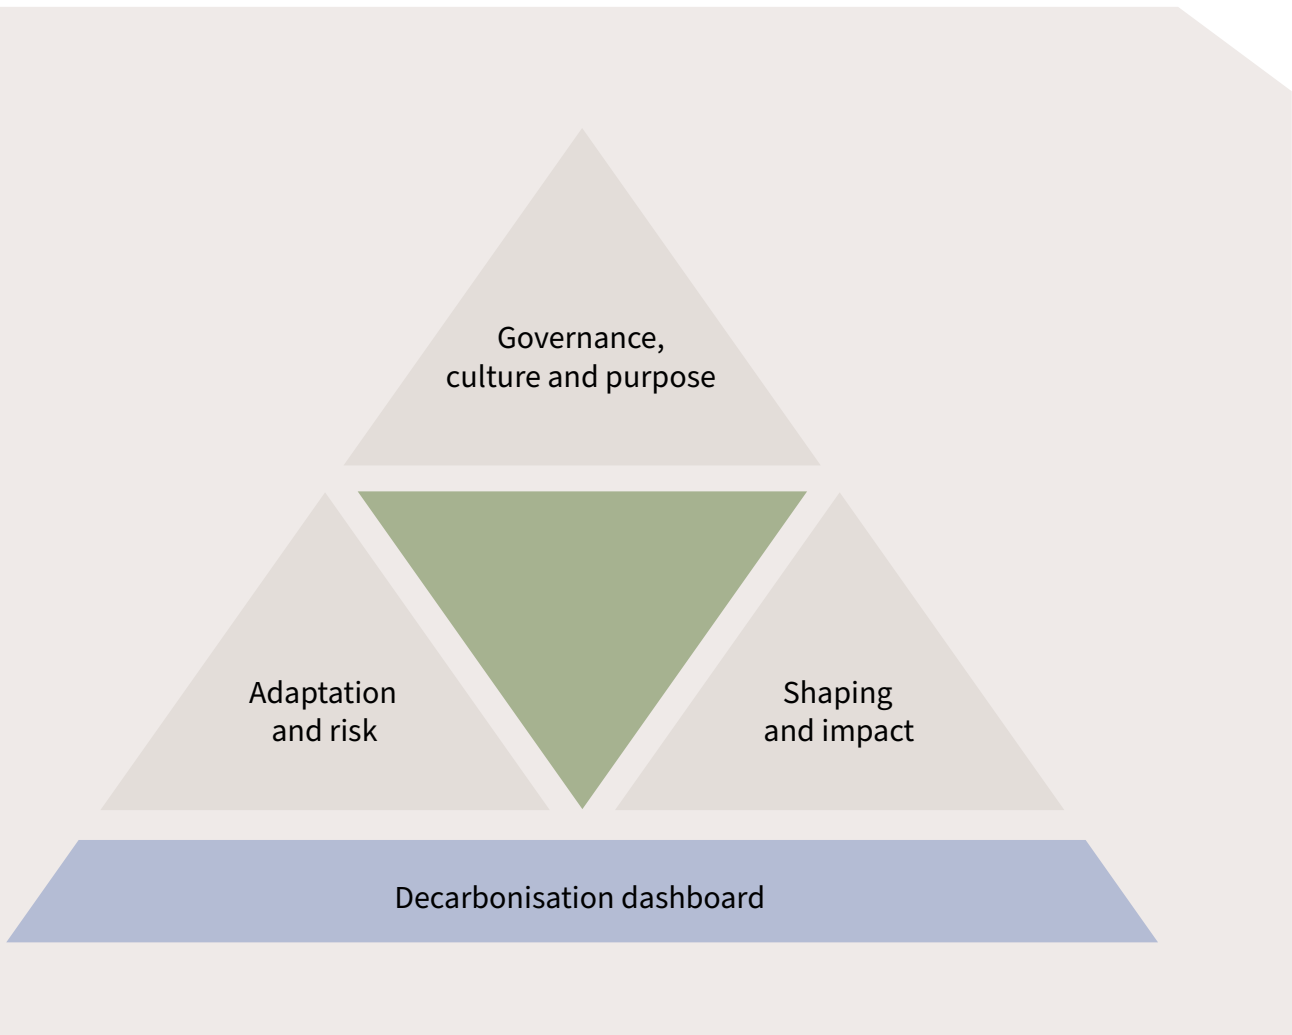 Governance,
culture and purpose
Adaptation
and risk
Shaping
and impact
Decarbonisation dashboard